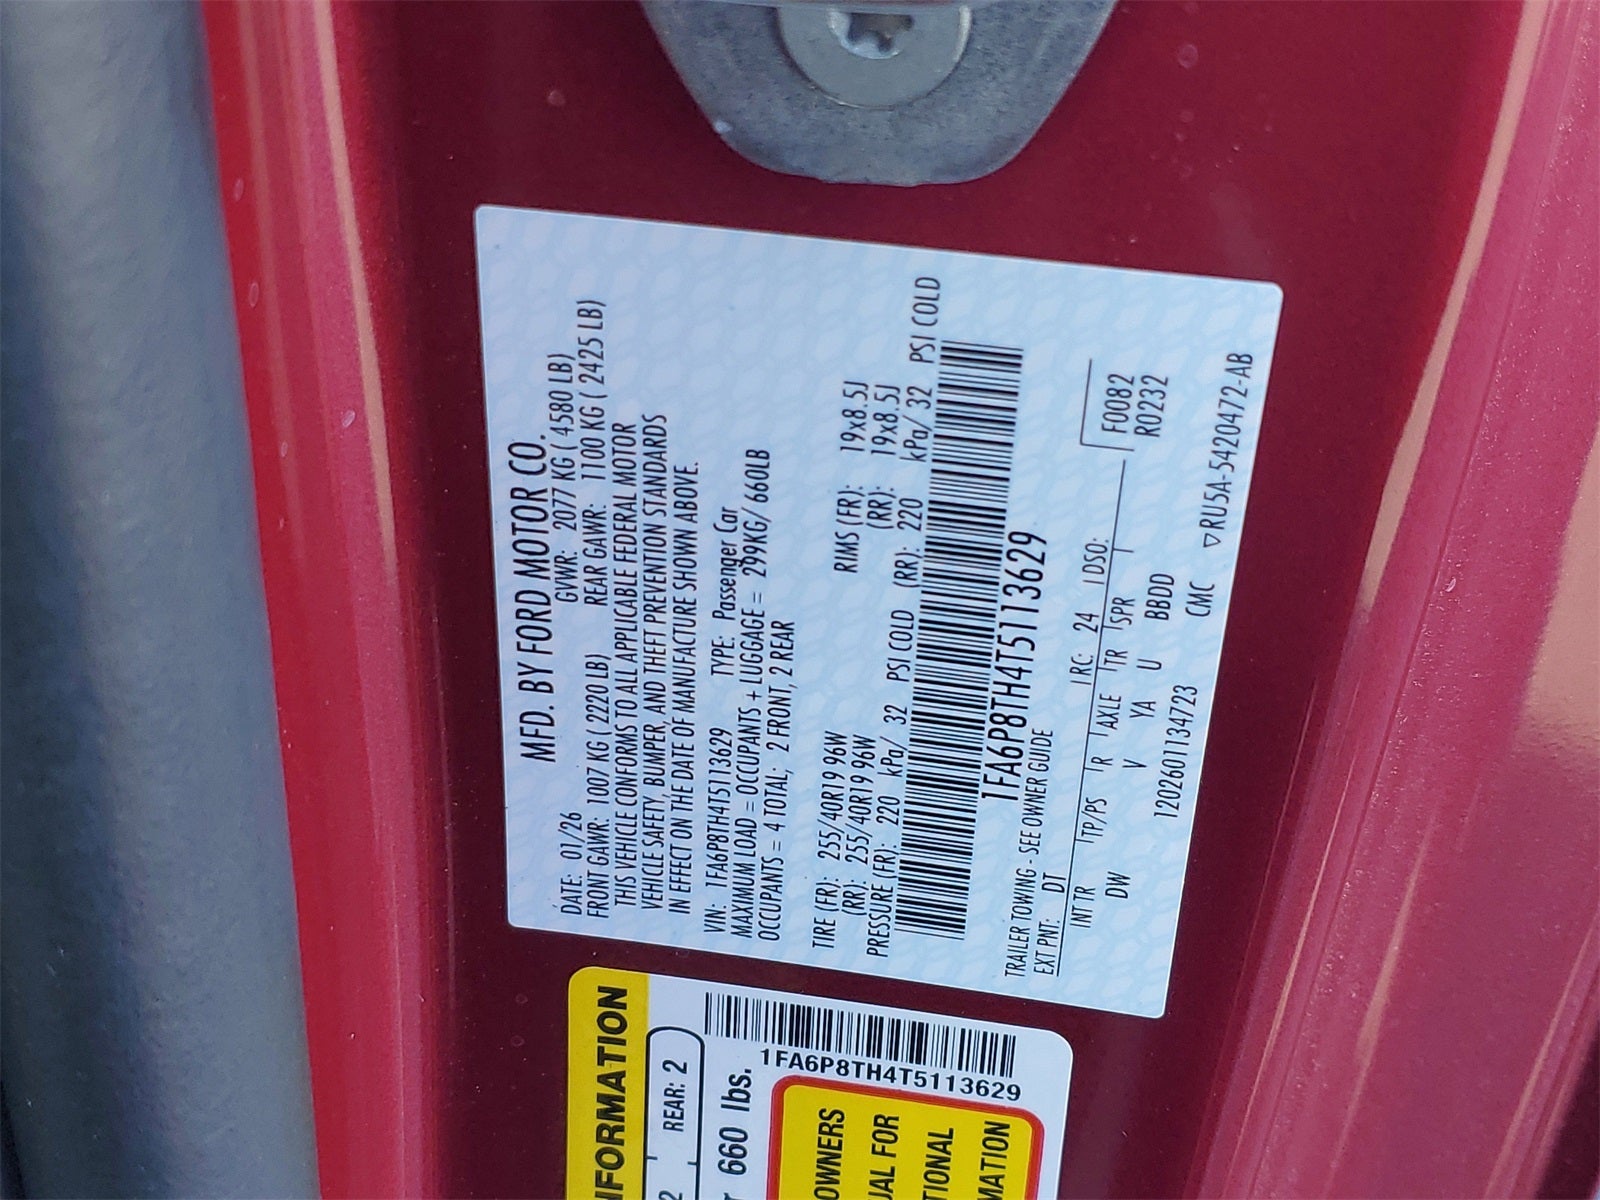 MFD. BY FORD MOTOR CO.
DATE: 01/26 GVWR: 2077 KG ( 4580 LB)
FRONT GAWR: 1007 KG ( 2220 LB) REAR GAWR: 1100 KG ( 2425 LB)
THIS VEHICLE CONFORMS TO ALL APPLICABLE FEDERAL MOTOR
VEHICLE SAFETY, BUMPER, AND THEFT PREVENTION STANDARDS
IN EFFECT ON THE DATE OF MANUFACTURE SHOWN ABOVE.
VIN: 1FA6P8TH4T5113629 TYPE: Passenger Car
MAXIMUM LOAD = OCCUPANTS + LUGGAGE = 299KG/660LB
OCCUPANTS = 4 TOTAL, 2 FRONT, 2 REAR
TIRE (FR): 255/40R19 96W RIMS (FR): 19x8.5J
(RR): 255/40R19 96W (RR): 19x8.5J
PRESSURE (FR): 220 kPa/ 32 PSI COLD (RR): 220 kPa/ 32 PSI COLD
1FA6P8TH4T5113629
TRAILER TOWING - SEE OWNER GUIDE
EXT PNT: DT RC: 24 DSO: F0082
R0232
INT TR TP/PS R AXLE TR SPR
DW V YA U BBDD
1202601134723 CMC ▽RU5A-5420472-AB
NFORMATION
2 REAR: 2
r 660 lbs.
1FA6P8TH4T5113629
OWNERS
UAL FOR
TIONAL
MATION